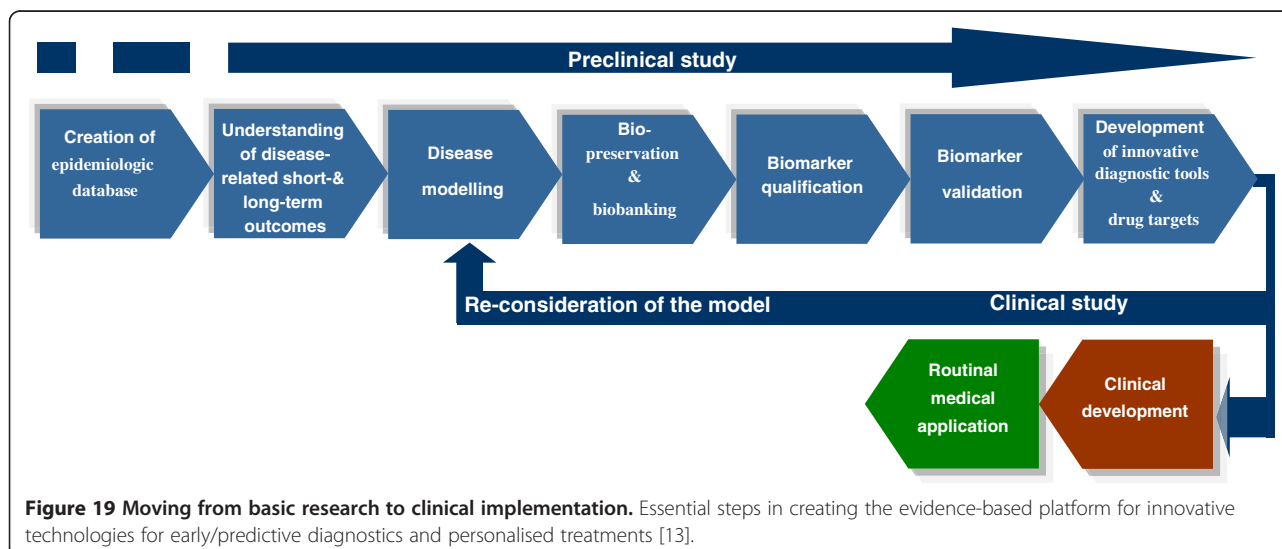 Preclinical study
Creation of
epidemiologic
database
Understanding
of disease-
related short-&
long-term
outcomes
Disease
modelling
Bio-
preservation
&
biobanking
Biomarker
qualification
Biomarker
validation
Development
of innovative
diagnostic tools
&
drug targets
Re-consideration of the model
Clinical study
Routinal
medical
application
Clinical
development
Figure 19 Moving from basic research to clinical implementation. Essential steps in creating the evidence-based platform for innovative
technologies for early/predictive diagnostics and personalised treatments [13].